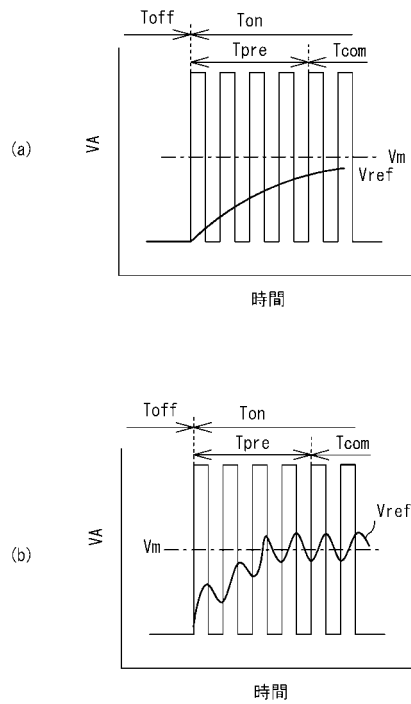 Toff Ton
Tpre Tcom
(a)
VA
Vm
Vref
時間
Toff Ton
Tpre Tcom
(b)
VA
Vm
Vref
時間